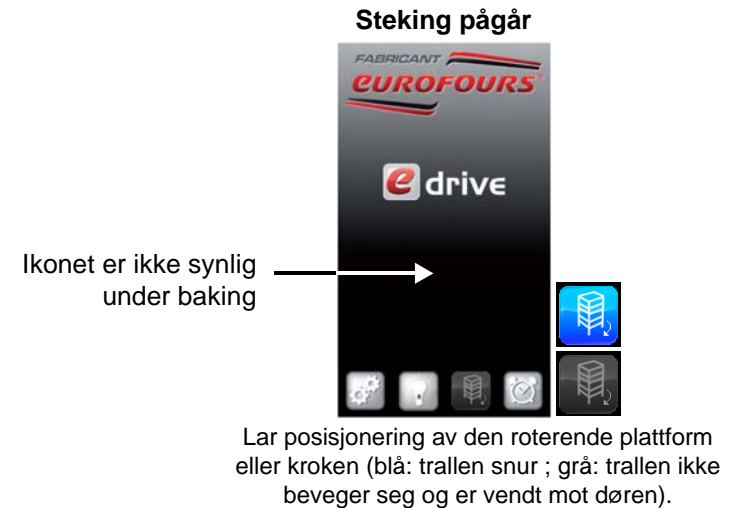 Steking pågår
FABRICANT
EUROFOURS
e drive
Ikonet er ikke synlig
under baking
Lar posisjonering av den roterende plattform
eller kroken (blå: trallen snur ; grå: trallen ikke
beveger seg og er vendt mot døren).